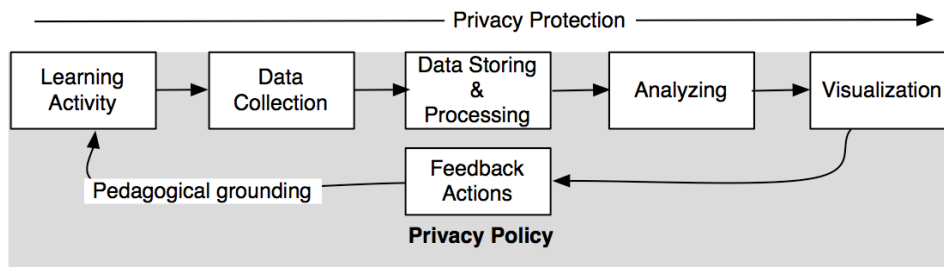 Privacy Protection
Learning
Activity
Data
Collection
Data Storing
&
Processing
Analyzing
Visualization
Feedback
Actions
Pedagogical grounding
Privacy Policy